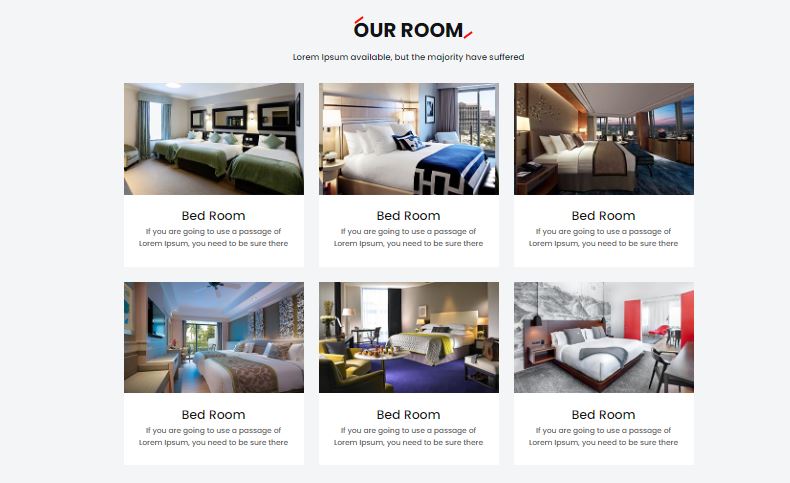 OUR ROOM
Lorem Ipsum available, but the majority have suffered
Bed Room
If you are going to use a passage of
Lorem Ipsum, you need to be sure there
Bed Room
If you are going to use a passage of
Lorem Ipsum, you need to be sure there
Bed Room
If you are going to use a passage of
Lorem Ipsum, you need to be sure there
Bed Room
If you are going to use a passage of
Lorem Ipsum, you need to be sure there
Bed Room
If you are going to use a passage of
Lorem Ipsum, you need to be sure there
Bed Room
If you are going to use a passage of
Lorem Ipsum, you need to be sure there